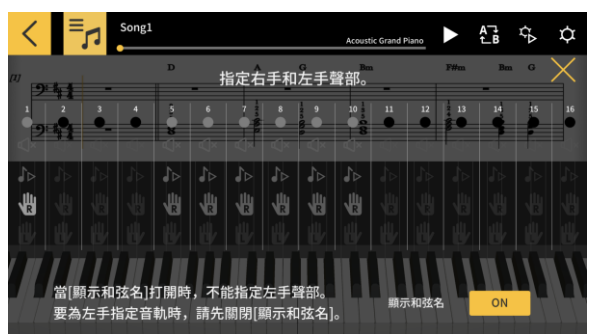 Song1
Acoustic Grand Piano
A B
D A G Bm F#m Bm G
[1]
指定右手和左手聲部。
1 2 3 4 5 6 7 8 9 10 11 12 13 14 15 16
R R R R R R R R R R R R R R R R
L L L L L L L L L L L L L L L L
當[顯示和弦名]打開時，不能指定左手聲部。
要為左手指定音軌時，請先關閉[顯示和弦名]。
顯示和弦名
ON